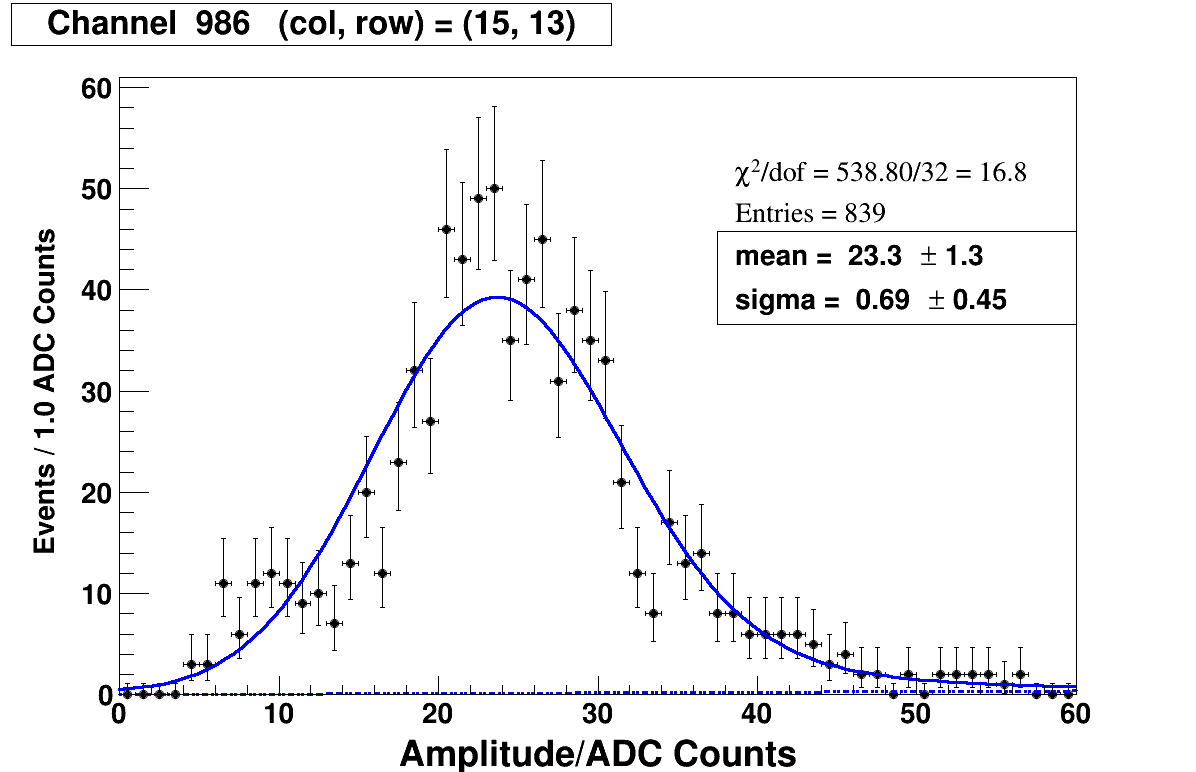 Channel 986 (col, row) = (15, 13)
60
50
40
30
20
10
0
Events / 1.0 ADC Counts
χ²/dof = 538.80/32 = 16.8
Entries = 839
mean = 23.3 ± 1.3
sigma = 0.69 ± 0.45
0 10 20 30 40 50 60
Amplitude/ADC Counts